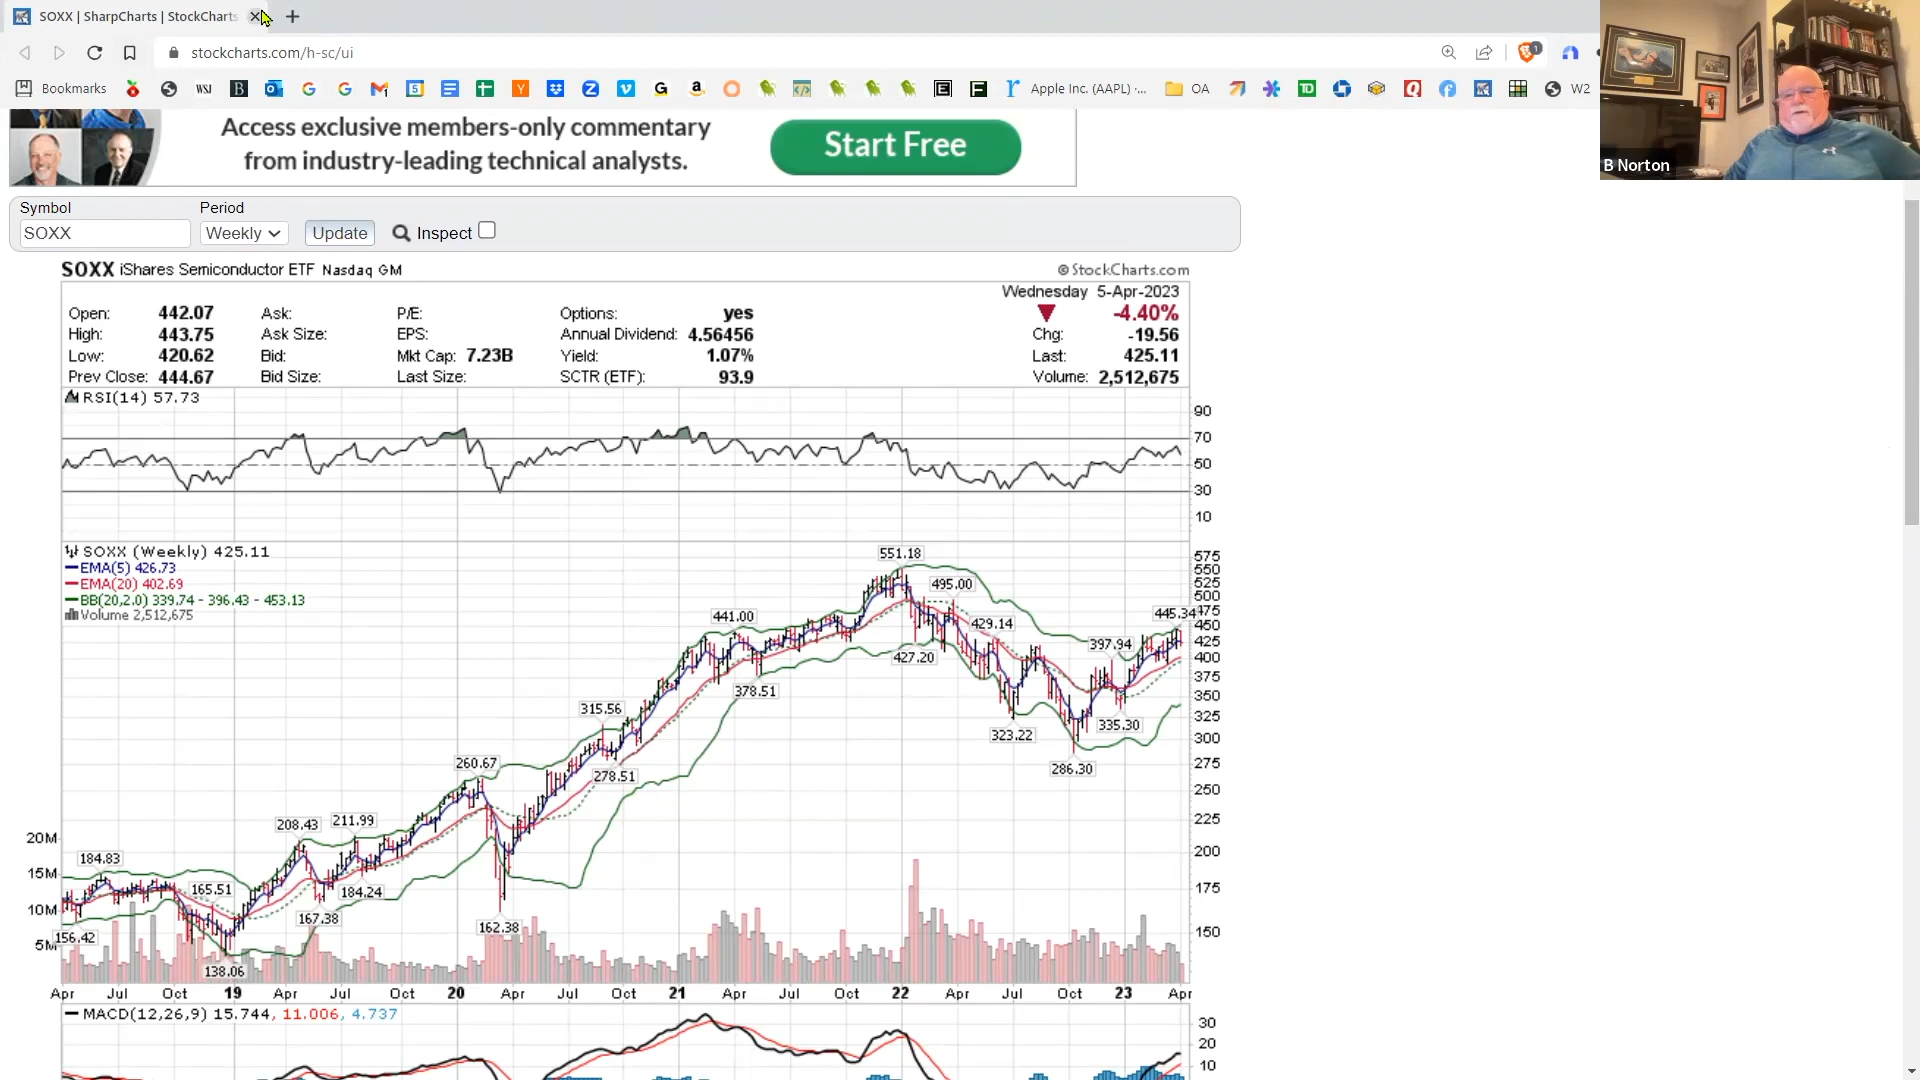 SOXX | SharpCharts | StockCharts
stockcharts.com/h-sc/ui
Bookmarks
WSJ
Apple Inc. (AAPL) -...
OA
TD
W2
B Norton
Access exclusive members-only commentary
from industry-leading technical analysts.
Start Free
Symbol Period
SOXX Weekly Update Inspect
SOXX iShares Semiconductor ETF Nasdaq GM
© StockCharts.com
Wednesday 5-Apr-2023
Open: 442.07 Ask: P/E: Options: yes -4.40%
High: 443.75 Ask Size: EPS: Annual Dividend: 4.56456 Chg: -19.56
Low: 420.62 Bid: Mkt Cap: 7.23B Yield: 1.07% Last: 425.11
Prev Close: 444.67 Bid Size: Last Size: SCTR (ETF): 93.9 Volume: 2,512,675
RSI(14) 57.73
90
70
50
30
10
SOXX (Weekly) 425.11
EMA(5) 426.73
EMA(20) 402.69
BB(20,2.0) 339.74 - 396.43 - 453.13
Volume 2,512,675
575
550
525
500
475
450
425
400
375
350
325
300
275
250
225
200
175
150
551.18
495.00
445.34
441.00
429.14
397.94
427.20
378.51
315.56
335.30
323.22
260.67
286.30
278.51
208.43
211.99
184.83
165.51
184.24
167.38
162.38
156.42
138.06
20M
15M
10M
5M
Apr Jul Oct 19 Apr Jul Oct 20 Apr Jul Oct 21 Apr Jul Oct 22 Apr Jul Oct 23 Apr
MACD(12,26,9) 15.744, 11.006, 4.737
30
20
10